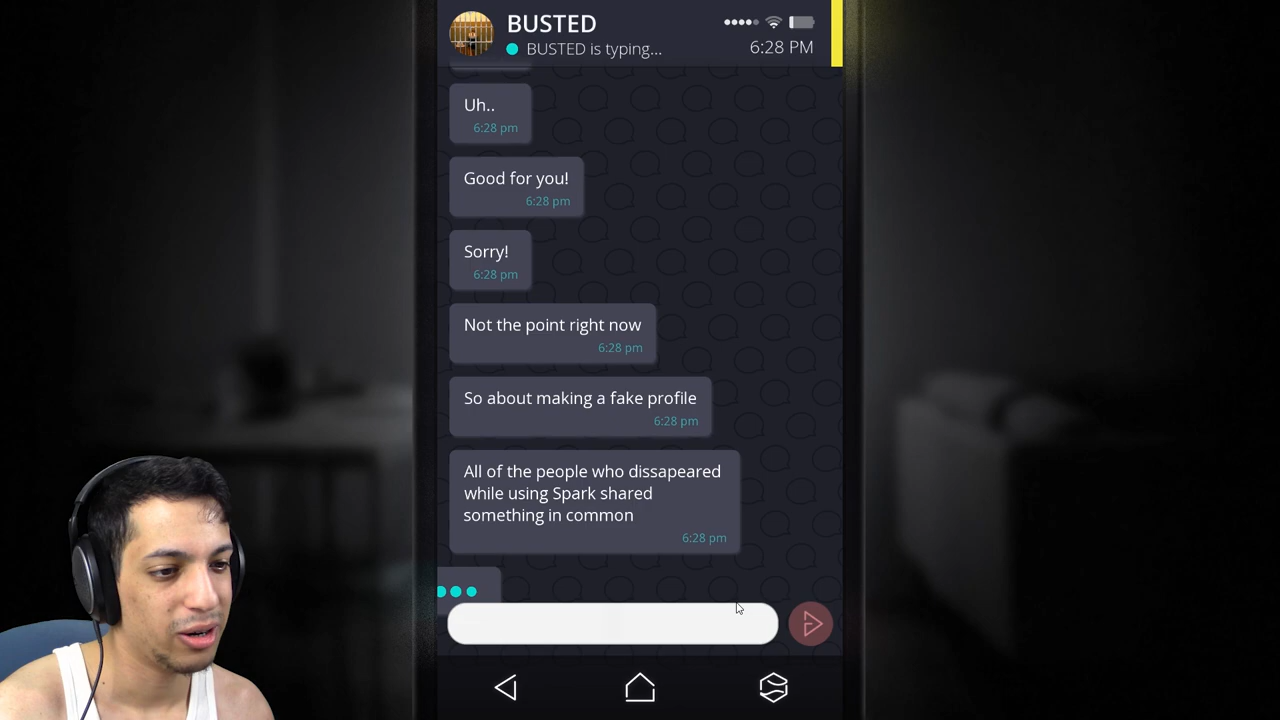 BUSTED
BUSTED is typing...
6:28 PM
Uh..
6:28 pm
Good for you!
6:28 pm
Sorry!
6:28 pm
Not the point right now
6:28 pm
So about making a fake profile
6:28 pm
All of the people who dissapeared
while using Spark shared
something in common
6:28 pm